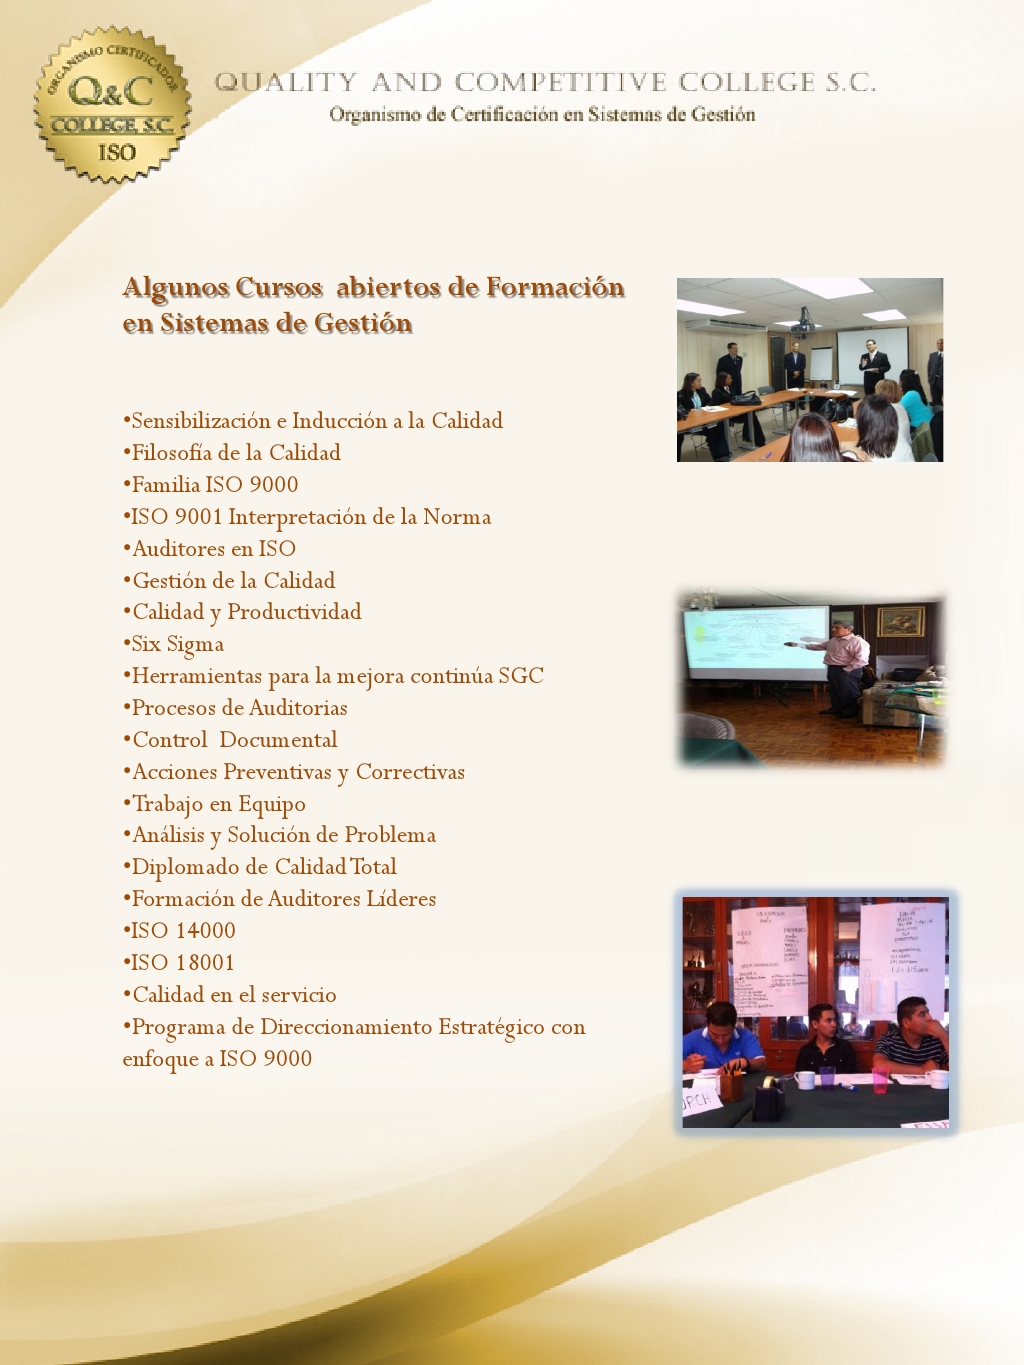 ORGANISMO CERTIFICADOR
Q&C
COLLEGE, S.C.
ISO
QUALITY AND COMPETITIVE COLLEGE S.C.
Organismo de Certificación en Sistemas de Gestión
Algunos Cursos  abiertos de Formación
en Sistemas de Gestión
•Sensibilización e Inducción a la Calidad
•Filosofía de la Calidad
•Familia ISO 9000
•ISO 9001 Interpretación de la Norma
•Auditores en ISO
•Gestión de la Calidad
•Calidad y Productividad
•Six Sigma
•Herramientas para la mejora continúa SGC
•Procesos de Auditorias
•Control  Documental
•Acciones Preventivas y Correctivas
•Trabajo en Equipo
•Análisis y Solución de Problema
•Diplomado de Calidad Total
•Formación de Auditores Líderes
•ISO 14000
•ISO 18001
•Calidad en el servicio
•Programa de Direccionamiento Estratégico con
enfoque a ISO 9000